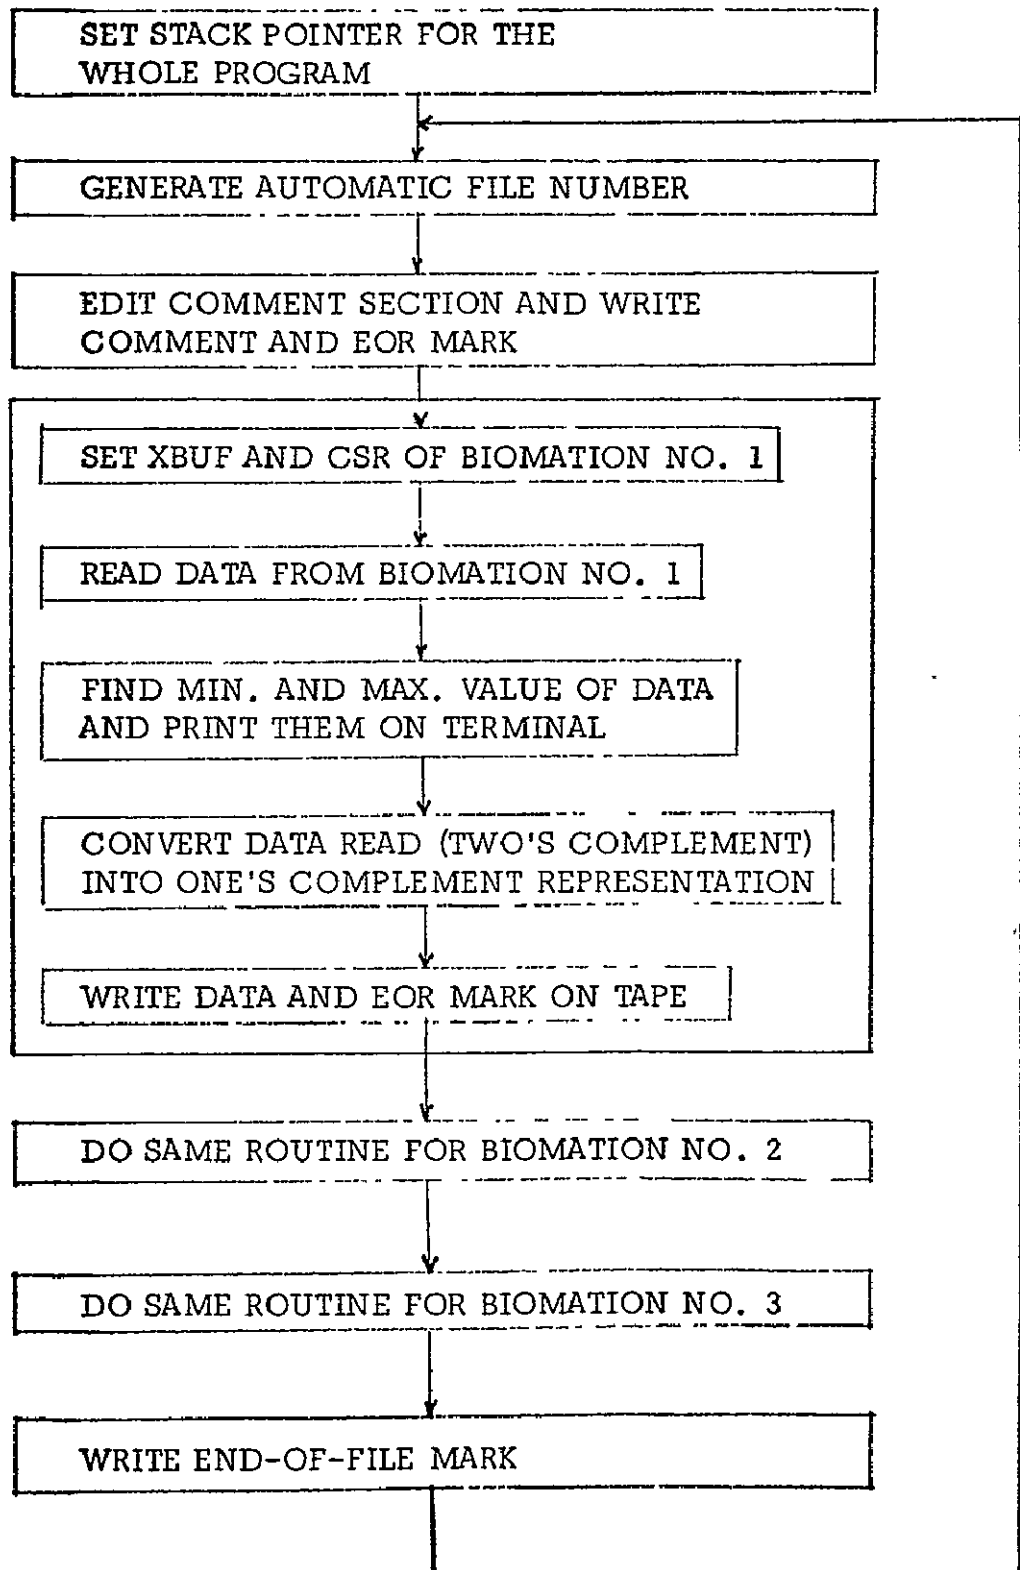 SET STACK POINTER FOR THE
WHOLE PROGRAM
GENERATE AUTOMATIC FILE NUMBER
EDIT COMMENT SECTION AND WRITE
COMMENT AND EOR MARK
SET XBUF AND CSR OF BIOMATION NO. 1
READ DATA FROM BIOMATION NO. 1
FIND MIN. AND MAX. VALUE OF DATA
AND PRINT THEM ON TERMINAL
CONVERT DATA READ (TWO'S COMPLEMENT)
INTO ONE'S COMPLEMENT REPRESENTATION
WRITE DATA AND EOR MARK ON TAPE
DO SAME ROUTINE FOR BIOMATION NO. 2
DO SAME ROUTINE FOR BIOMATION NO. 3
WRITE END-OF-FILE MARK